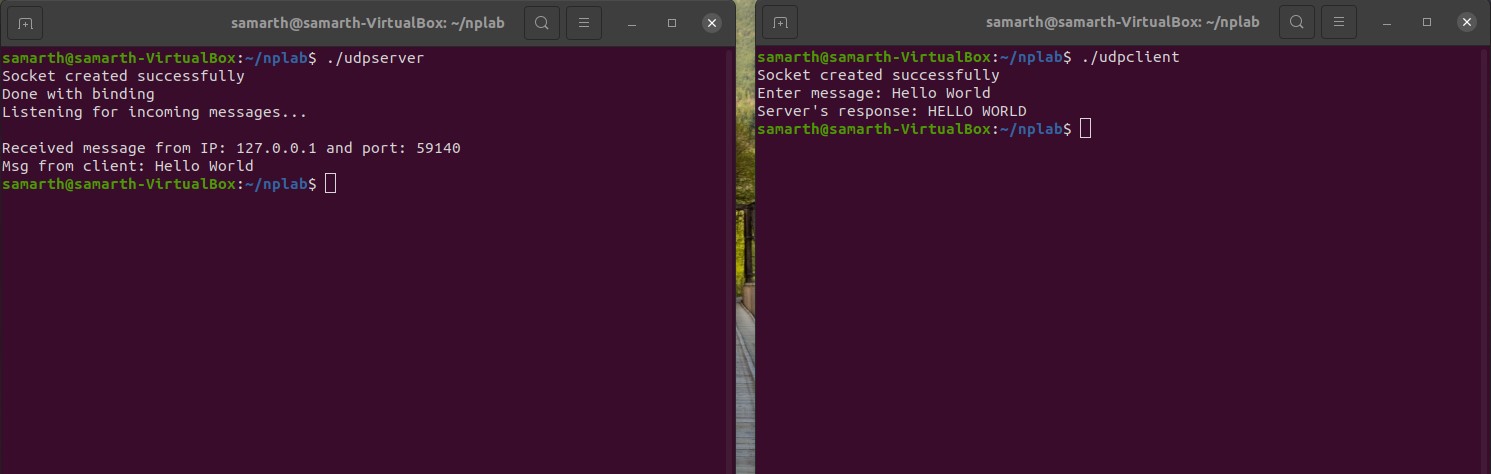 samarth@samarth-VirtualBox: ~/nplab
samarth@samarth-VirtualBox:~/nplab$ ./udpserver
Socket created successfully
Done with binding
Listening for incoming messages...

Received message from IP: 127.0.0.1 and port: 59140
Msg from client: Hello World
samarth@samarth-VirtualBox:~/nplab$
samarth@samarth-VirtualBox: ~/nplab
samarth@samarth-VirtualBox:~/nplab$ ./udpclient
Socket created successfully
Enter message: Hello World
Server's response: HELLO WORLD
samarth@samarth-VirtualBox:~/nplab$